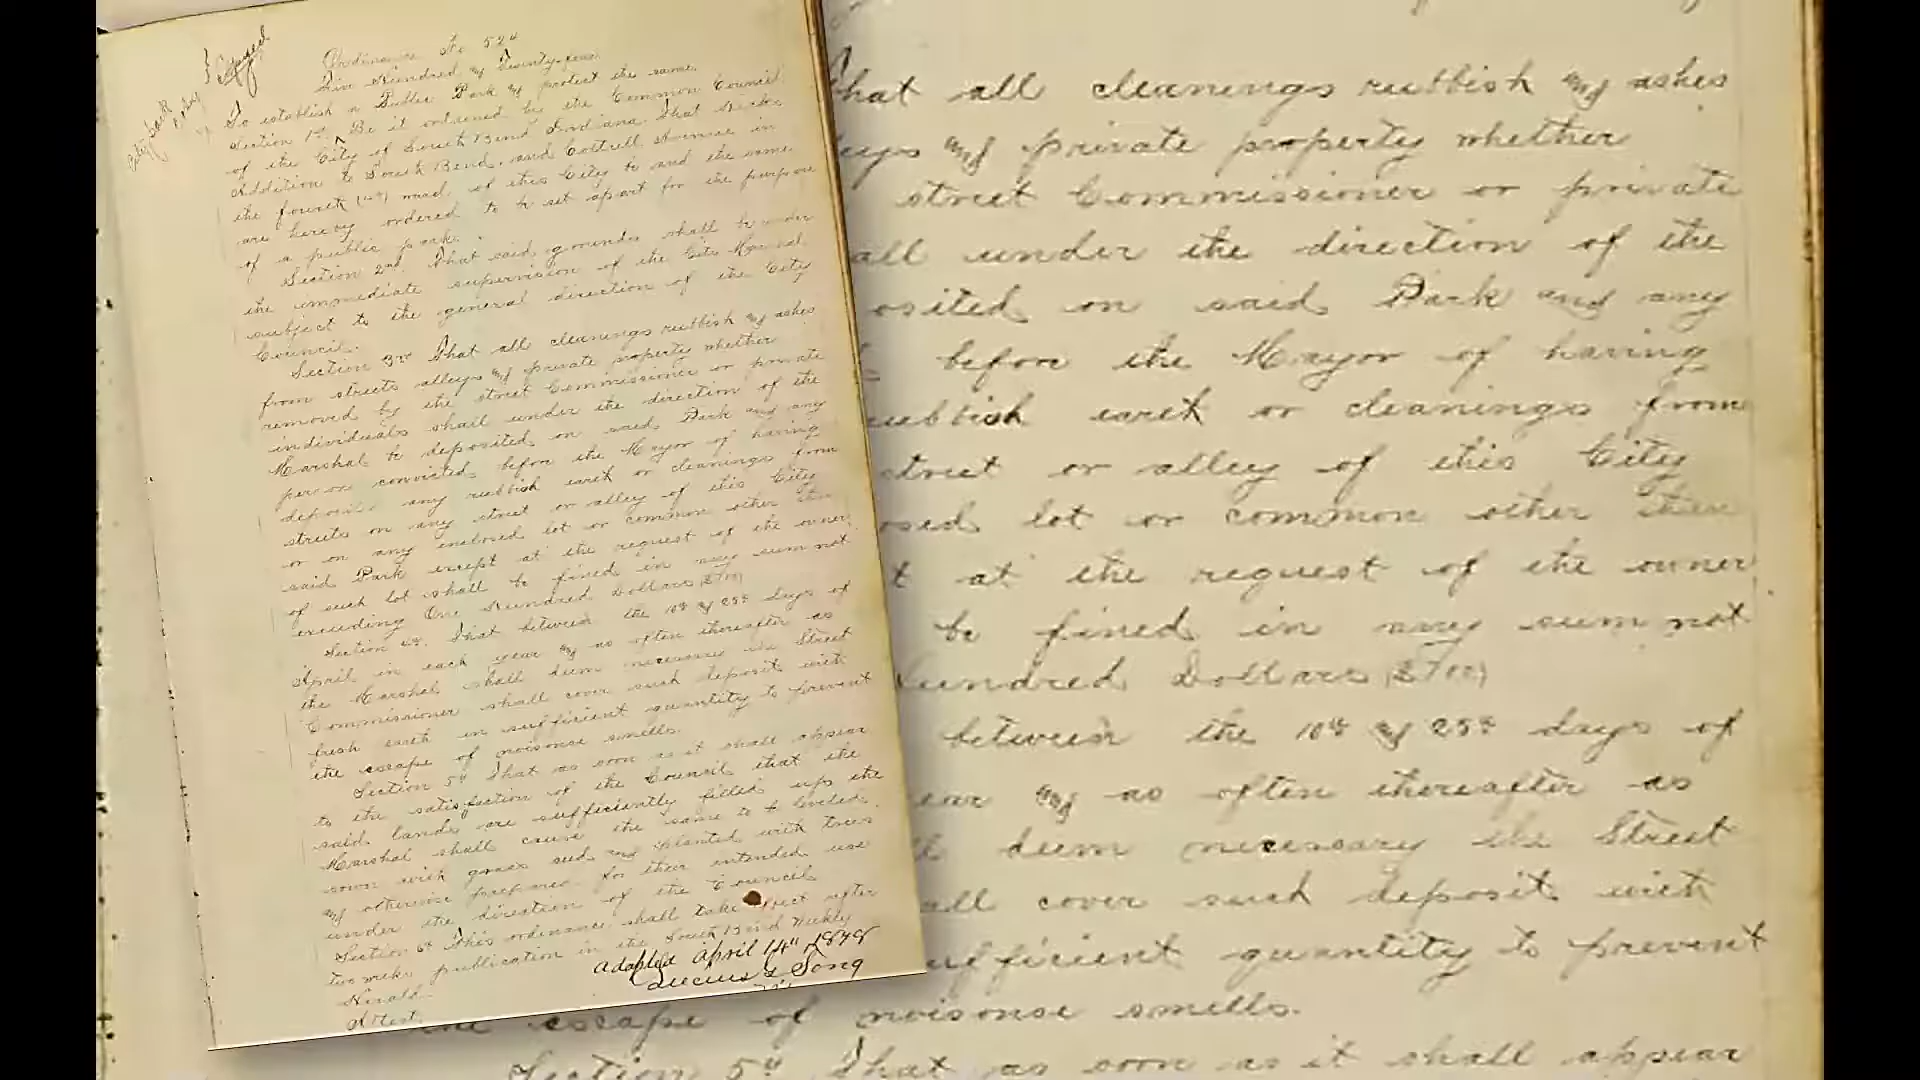 Ordinance No 524
Five Hundred & Twenty-four
To establish a Public Park & protect the same.
Section 1st. Be it ordained by the Common Council
of the City of South Bend Indiana, That
Addition to South Bend, and Cottrell Avenue in
the fourth (4th) ward, of this City be and the same
are hereby ordered to be set apart for the purpose
of a public park.
Section 2nd. That said grounds shall be under
the immediate supervision of the City Marshal
subject to the general direction of the City
Council.
Section 3rd That all cleanings rubbish and ashes
from streets alleys and private property whether
removed by the street Commissioner or private
individuals shall under the direction of the
Marshal be deposited on said Park and any
person convicted before the Mayor of having
deposited any rubbish earth or cleanings from
streets on any street or alley of this City
or on any enclosed lot or common other than
said Park except at the request of the owner
of such lot shall be fined in any sum not
exceeding One Hundred Dollars ($100)
Section 4th. That between the 10th & 25th days of
April in each year and as often thereafter as
the Marshal shall deem necessary the Street
Commissioner shall cover such deposit with
fresh earth in sufficient quantity to prevent
the escape of noisome smells.
Section 5th That as soon as it shall appear
to the satisfaction of the Council that the
said lands are sufficiently filled up the
Marshal shall cause the same to be leveled
sown with grass seed and planted with trees
and otherwise prepared for their intended use
under the direction of the Council
Section 6th This ordinance shall take effect after
two weeks publication in the South Bend Weekly
Herald.
Adopted April 14th 1878
Attest.
That all cleanings rubbish and ashes
eys and private property whether
street Commissioner or private
all under the direction of the
osited on said Park and any
before the Mayor of having
rubbish earth or cleanings from
street or alley of this City
osed lot or common other than
t at the request of the owner
be fined in any sum not
Hundred Dollars ($100)
between the 10th & 25th days of
ear and as often thereafter as
ll deem necessary the Street
all cover such deposit with
ufficient quantity to prevent
the escape of noisome smells.
Section 5th That as soon as it shall appear